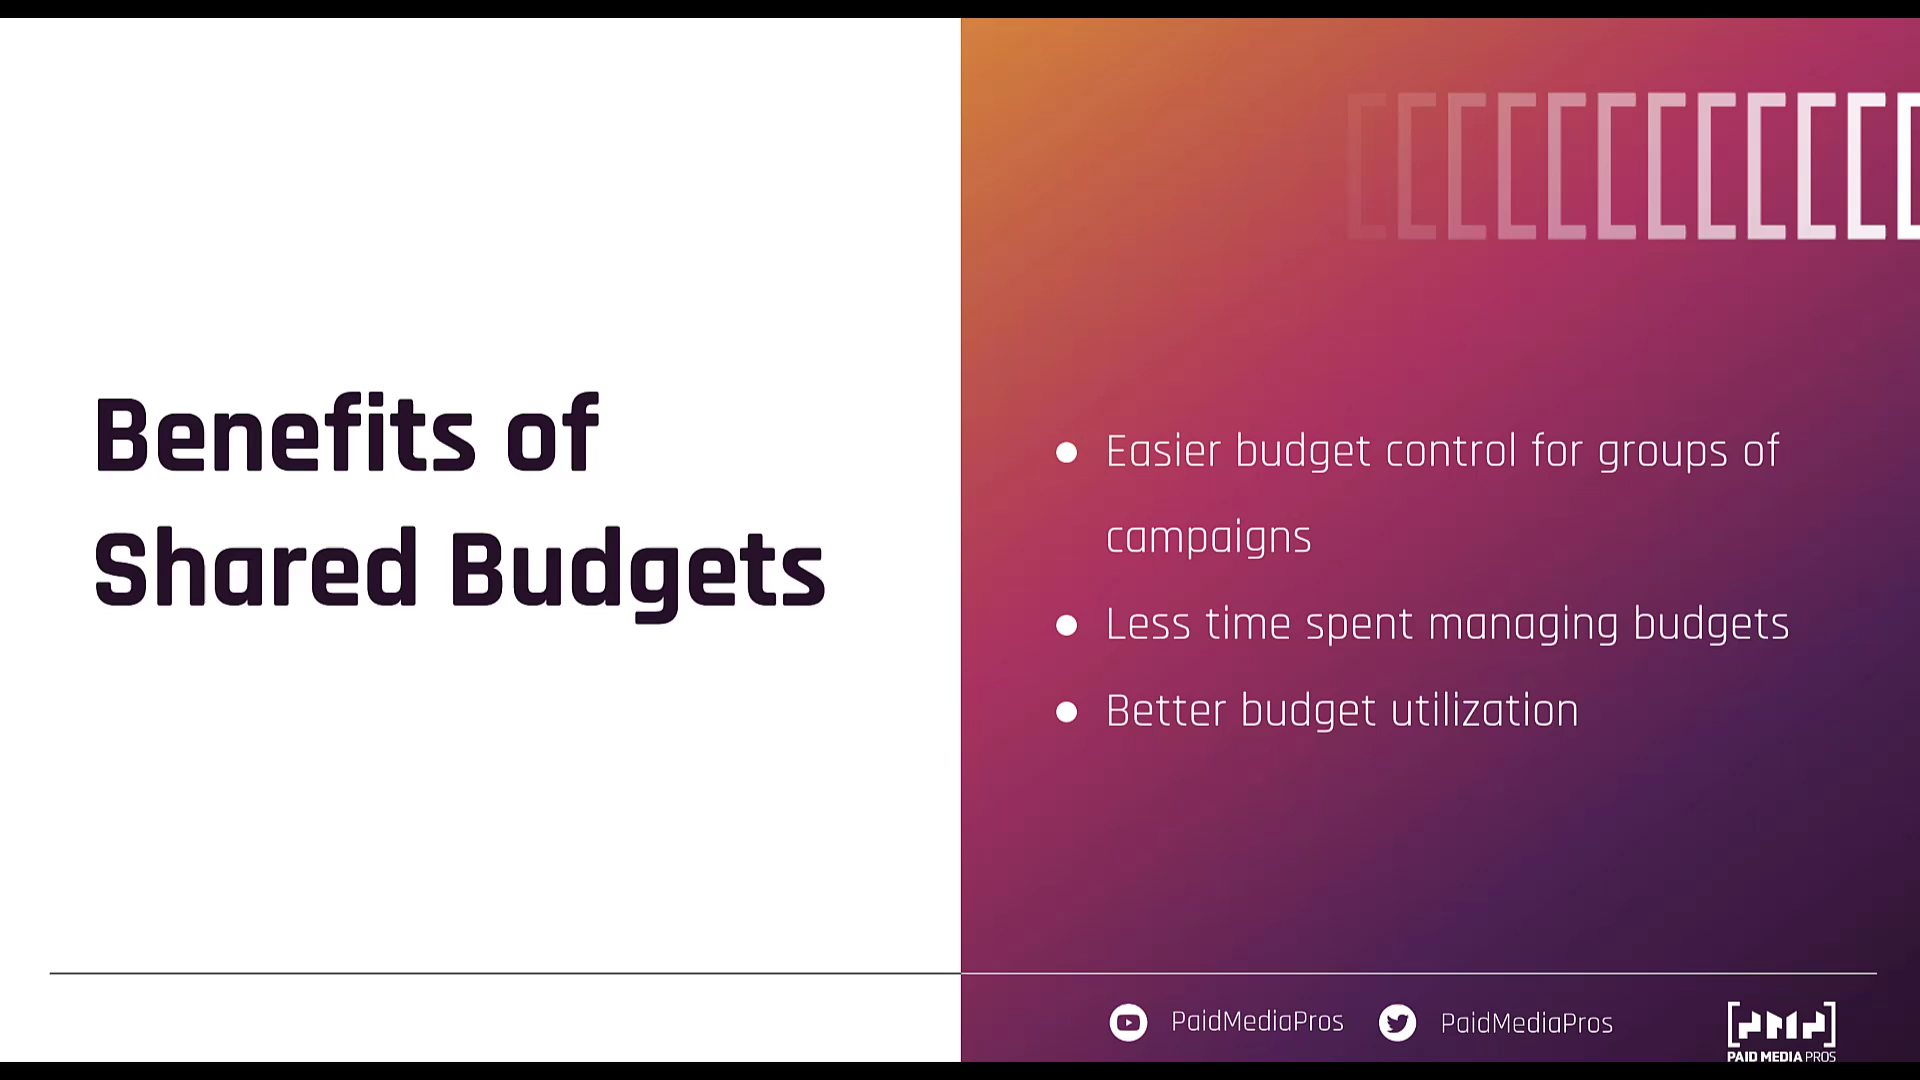 Benefits of
Shared Budgets
● Easier budget control for groups of
campaigns
● Less time spent managing budgets
● Better budget utilization
PaidMediaPros
PaidMediaPros
PMP
PAID MEDIA PROS